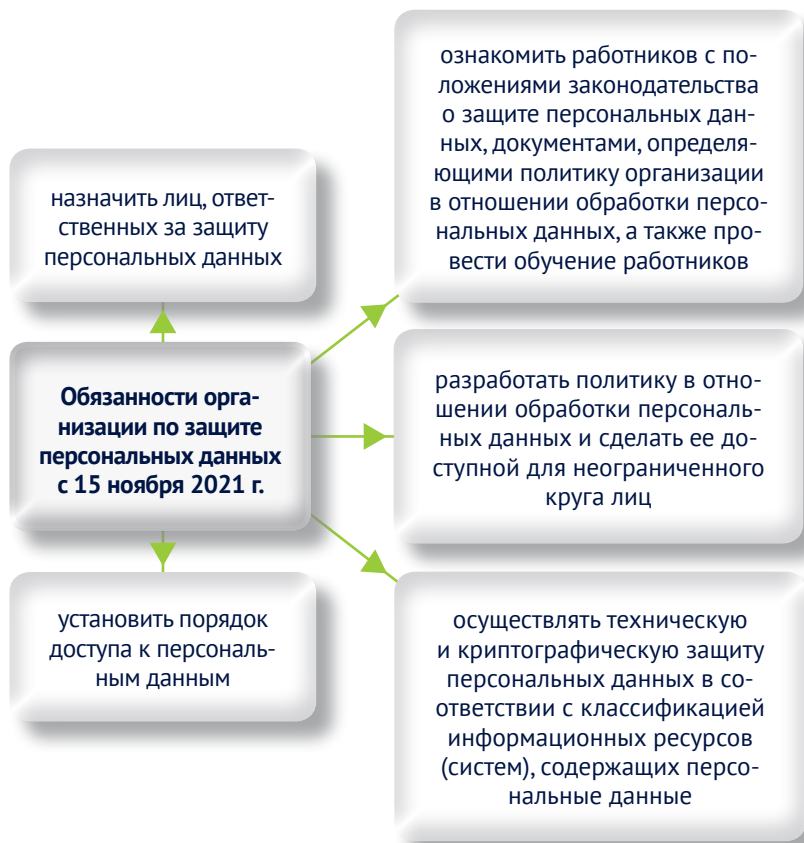 назначить лиц, ответ-
ственных за защиту
персональных данных
ознакомить работников с по-
ложениями законодательства
о защите персональных дан-
ных, документами, определя-
ющими политику организации
в отношении обработки персо-
нальных данных, а также про-
вести обучение работников
Обязанности орга-
низации по защите
персональных данных
с 15 ноября 2021 г.
разработать политику в отно-
шении обработки персональ-
ных данных и сделать ее до-
ступной для неограниченного
круга лиц
установить порядок
доступа к персональ-
ным данным
осуществлять техническую
и криптографическую защиту
персональных данных в со-
ответствии с классификацией
информационных ресурсов
(систем), содержащих персо-
нальные данные